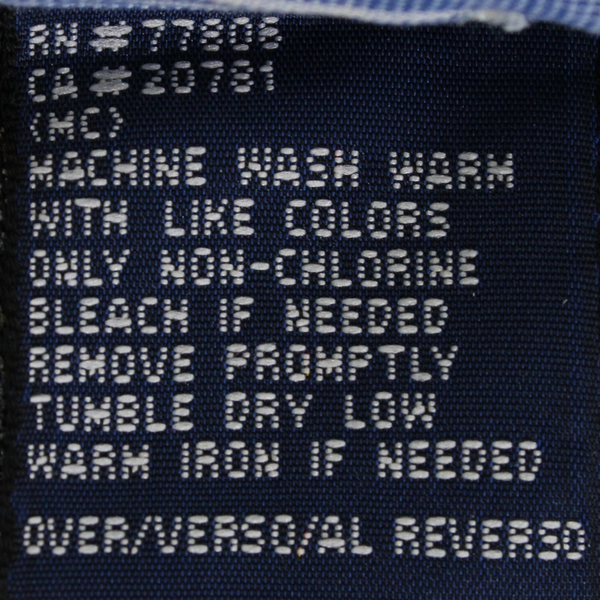 RN #77806
CA #20781
(MC)
MACHINE WASH WARM
WITH LIKE COLORS
ONLY NON-CHLORINE
BLEACH IF NEEDED
REMOVE PROMPTLY
TUMBLE DRY LOW
WARM IRON IF NEEDED
OVER/VERSO/AL REVERSO